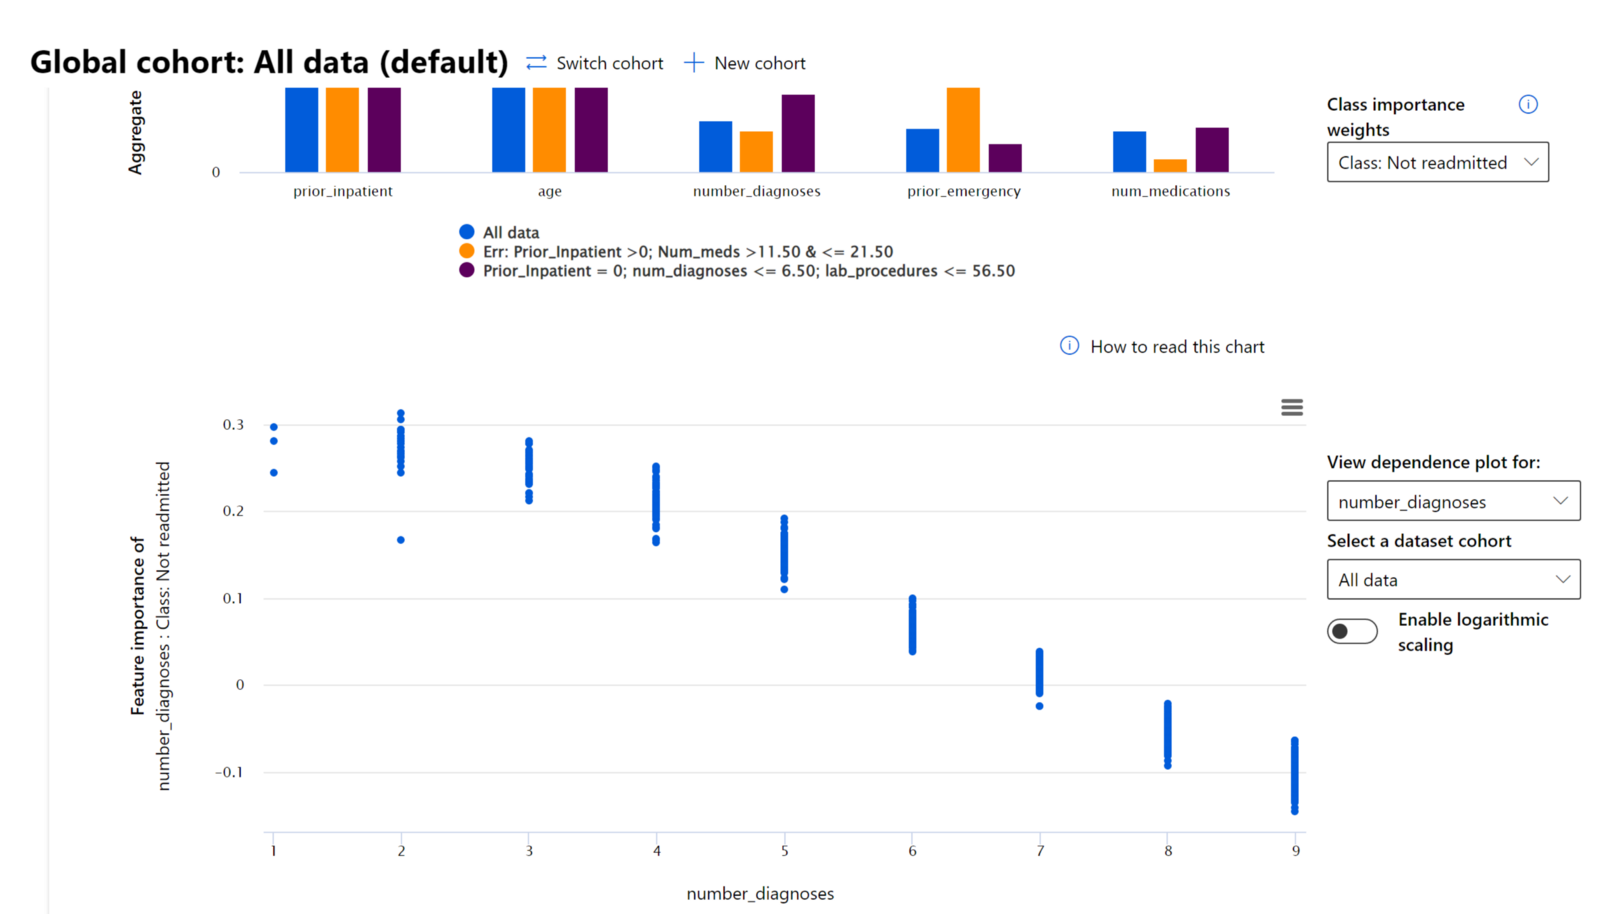 Global cohort: All data (default) Switch cohort New cohort
Aggregate
0
prior_inpatient age number_diagnoses prior_emergency num_medications
All data
Err: Prior_Inpatient >0; Num_meds >11.50 & <= 21.50
Prior_Inpatient = 0; num_diagnoses <= 6.50; lab_procedures <= 56.50
Class importance
weights
Class: Not readmitted
How to read this chart
Feature importance of
number_diagnoses : Class: Not readmitted
0.3
0.2
0.1
0
−0.1
1 2 3 4 5 6 7 8 9
number_diagnoses
View dependence plot for:
number_diagnoses
Select a dataset cohort
All data
Enable logarithmic
scaling